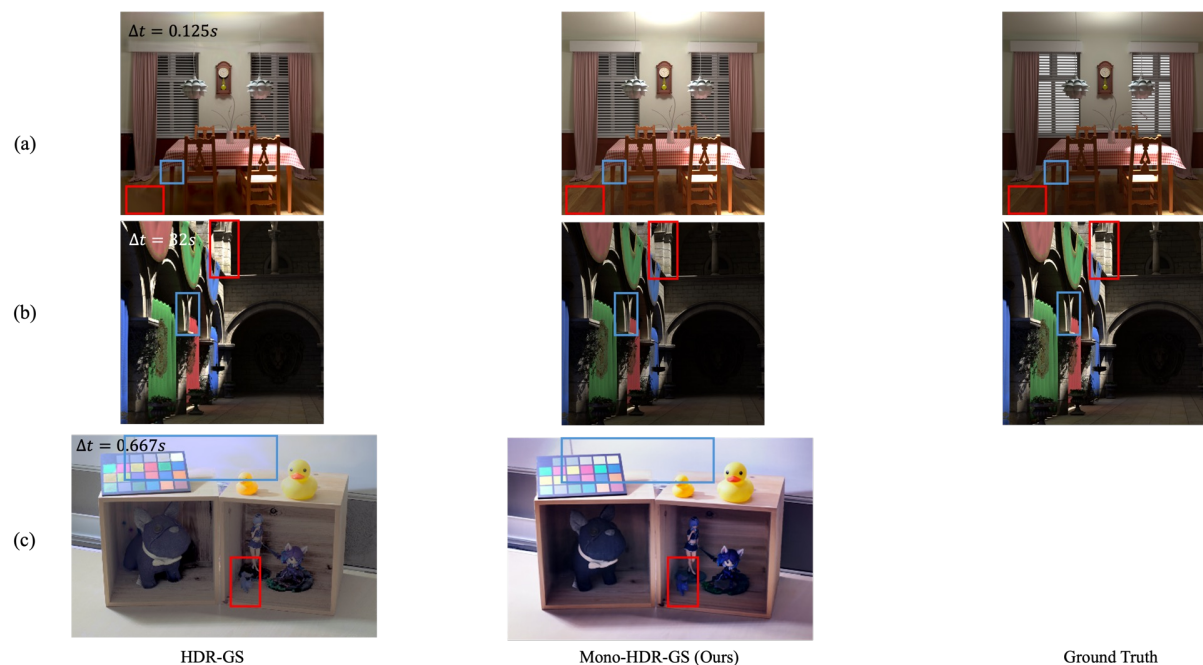 Δt = 0.125s
(a)
Δt = 32s
(b)
Δt = 0.667s
(c)
HDR-GS
Mono-HDR-GS (Ours)
Ground Truth